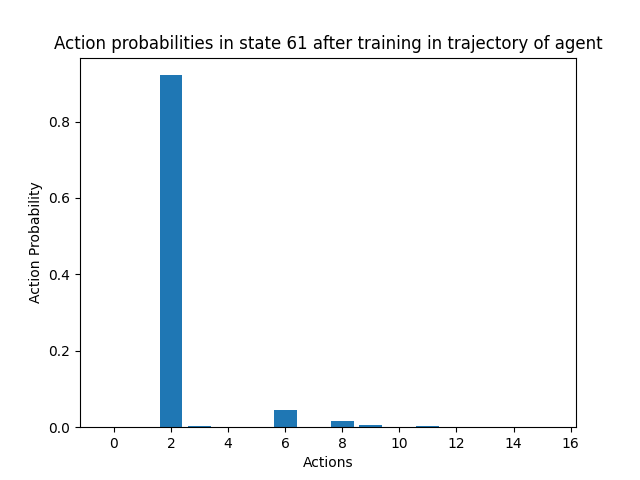 Action probabilities in state 61 after training in trajectory of agent
0.8
0.6
0.4
0.2
0.0
Action Probability
0 2 4 6 8 10 12 14 16
Actions